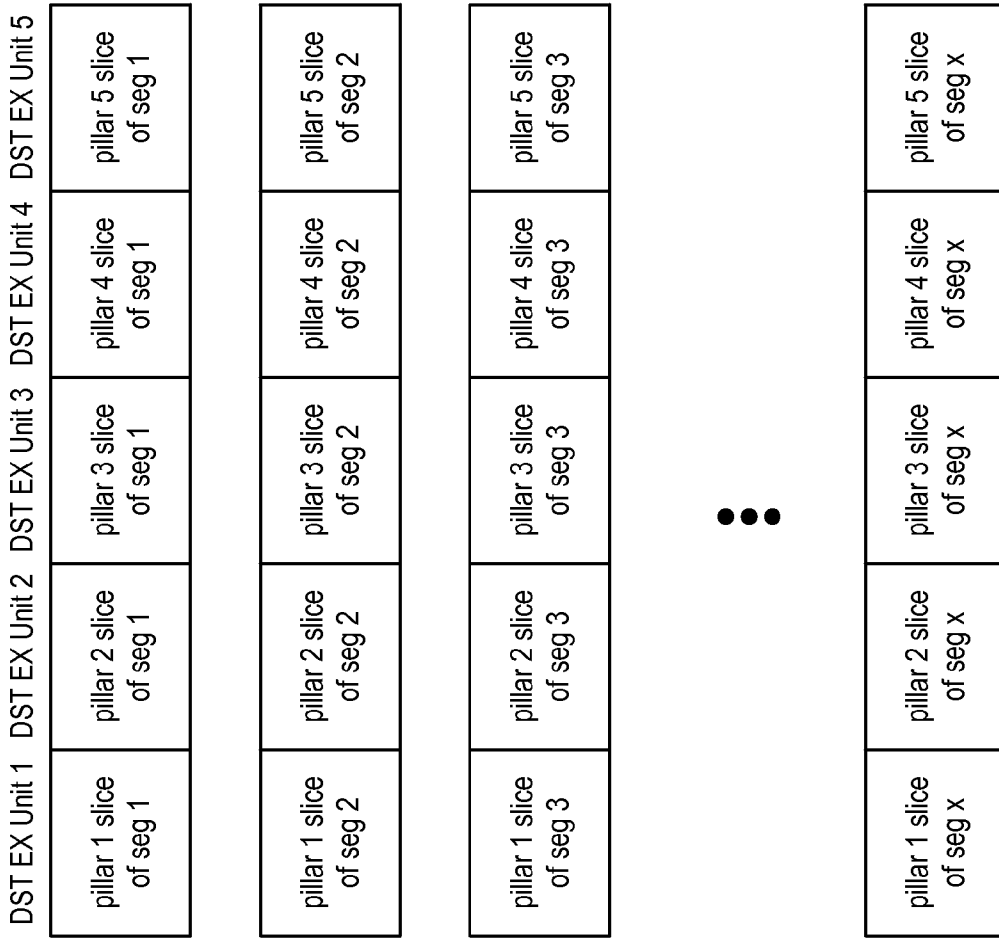 DST EX Unit 1
DST EX Unit 2
DST EX Unit 3
DST EX Unit 4
DST EX Unit 5
pillar 1 slice
of seg 1
pillar 2 slice
of seg 1
pillar 3 slice
of seg 1
pillar 4 slice
of seg 1
pillar 5 slice
of seg 1
pillar 1 slice
of seg 2
pillar 2 slice
of seg 2
pillar 3 slice
of seg 2
pillar 4 slice
of seg 2
pillar 5 slice
of seg 2
pillar 1 slice
of seg 3
pillar 2 slice
of seg 3
pillar 3 slice
of seg 3
pillar 4 slice
of seg 3
pillar 5 slice
of seg 3
pillar 1 slice
of seg x
pillar 2 slice
of seg x
pillar 3 slice
of seg x
pillar 4 slice
of seg x
pillar 5 slice
of seg x